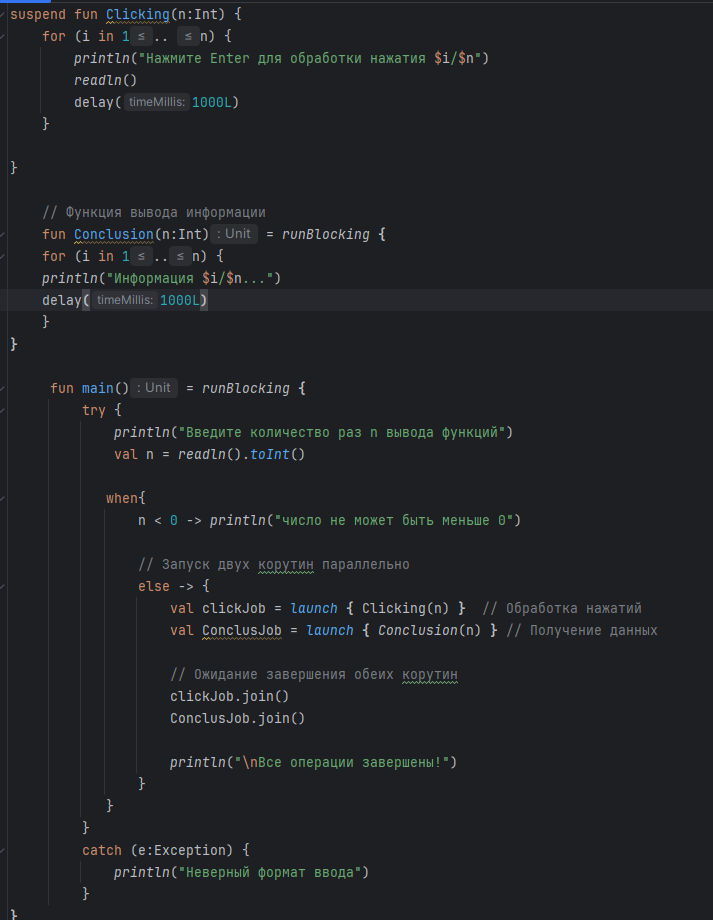 suspend fun Clicking(n:Int) {
    for (i in 1 ≤ .. ≤ n) {
        println("Нажмите Enter для обработки нажатия $i/$n")
        readln()
        delay( timeMillis: 1000L)
    }
}
    // Функция вывода информации
    fun Conclusion(n:Int) : Unit = runBlocking {
    for (i in 1 ≤ .. ≤ n) {
    println("Информация $i/$n...")
    delay( timeMillis: 1000L)
    }
}
     fun main() : Unit = runBlocking {
         try {
             println("Введите количество раз n вывода функций")
             val n = readln().toInt()
            when{
                n < 0 -> println("число не может быть меньше 0")
                // Запуск двух корутин параллельно
                else -> {
                    val clickJob = launch { Clicking(n) }  // Обработка нажатий
                    val ConclusJob = launch { Conclusion(n) } // Получение данных
                    // Ожидание завершения обеих корутин
                    clickJob.join()
                    ConclusJob.join()
                    println("\nВсе операции завершены!")
                }
            }
         }
         catch (e:Exception) {
             println("Неверный формат ввода")
         }
}